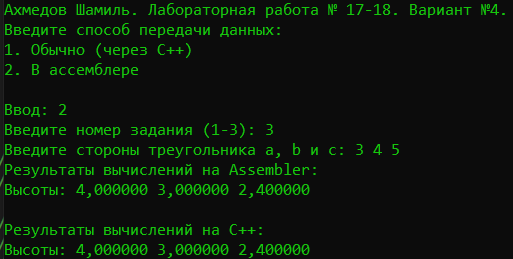 Ахмедов Шамиль. Лабораторная работа № 17-18. Вариант №4.
Введите способ передачи данных:
1. Обычно (через C++)
2. В ассемблере
Ввод: 2
Введите номер задания (1-3): 3
Введите стороны треугольника a, b и c: 3 4 5
Результаты вычислений на Assembler:
Высоты: 4,000000 3,000000 2,400000
Результаты вычислений на C++:
Высоты: 4,000000 3,000000 2,400000